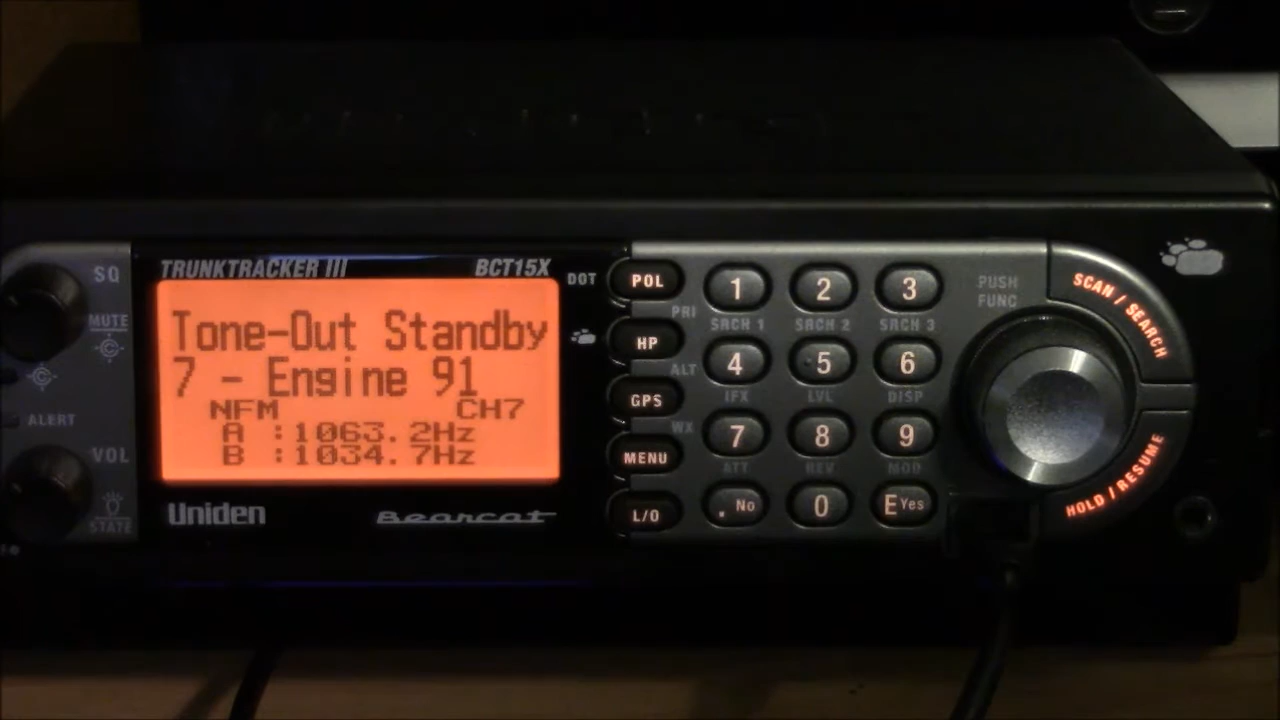 TRUNKTRACKER III BCT15X
Tone-Out Standby
7 - Engine 91
NFM CH7
A :1063.2Hz
B :1034.7Hz
Uniden Bearcat
SQ
MUTE
ALERT
VOL
STATE
DOT POL
PRI
HP
ALT
GPS
WX
MENU
L/O
1 2 3
SRCH 1 SRCH 2 SRCH 3
4 5 6
IFX LVL DISP
7 8 9
ATT REV MOD
. No 0 E Yes
PUSH
FUNC
SCAN / SEARCH
HOLD / RESUME